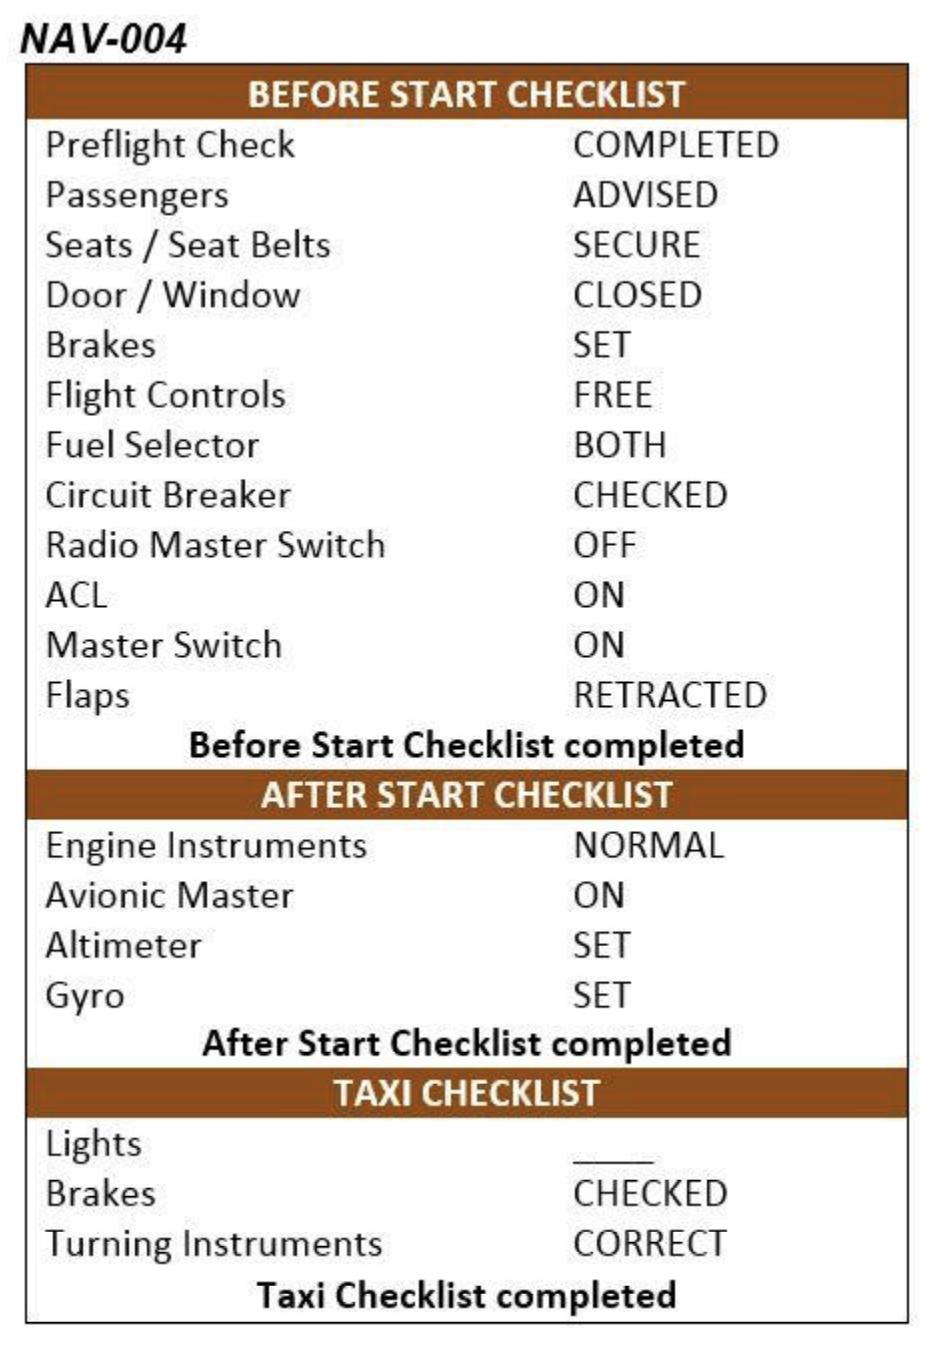 NAV-004
BEFORE START CHECKLIST
Preflight Check COMPLETED
Passengers ADVISED
Seats / Seat Belts SECURE
Door / Window CLOSED
Brakes SET
Flight Controls FREE
Fuel Selector BOTH
Circuit Breaker CHECKED
Radio Master Switch OFF
ACL ON
Master Switch ON
Flaps RETRACTED
Before Start Checklist completed
AFTER START CHECKLIST
Engine Instruments NORMAL
Avionic Master ON
Altimeter SET
Gyro SET
After Start Checklist completed
TAXI CHECKLIST
Lights ____
Brakes CHECKED
Turning Instruments CORRECT
Taxi Checklist completed